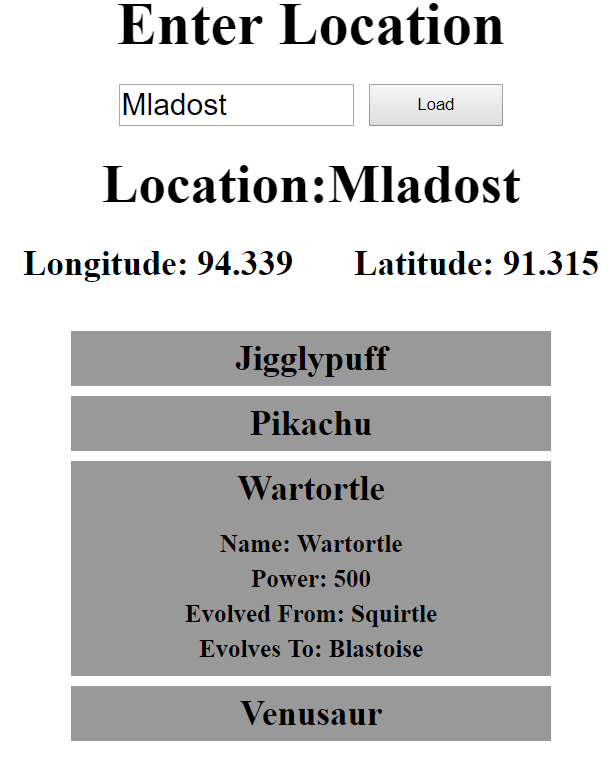 Enter Location
Mladost Load
Location:Mladost
Longitude: 94.339 Latitude: 91.315
Jigglypuff
Pikachu
Wartortle
Name: Wartortle
Power: 500
Evolved From: Squirtle
Evolves To: Blastoise
Venusaur